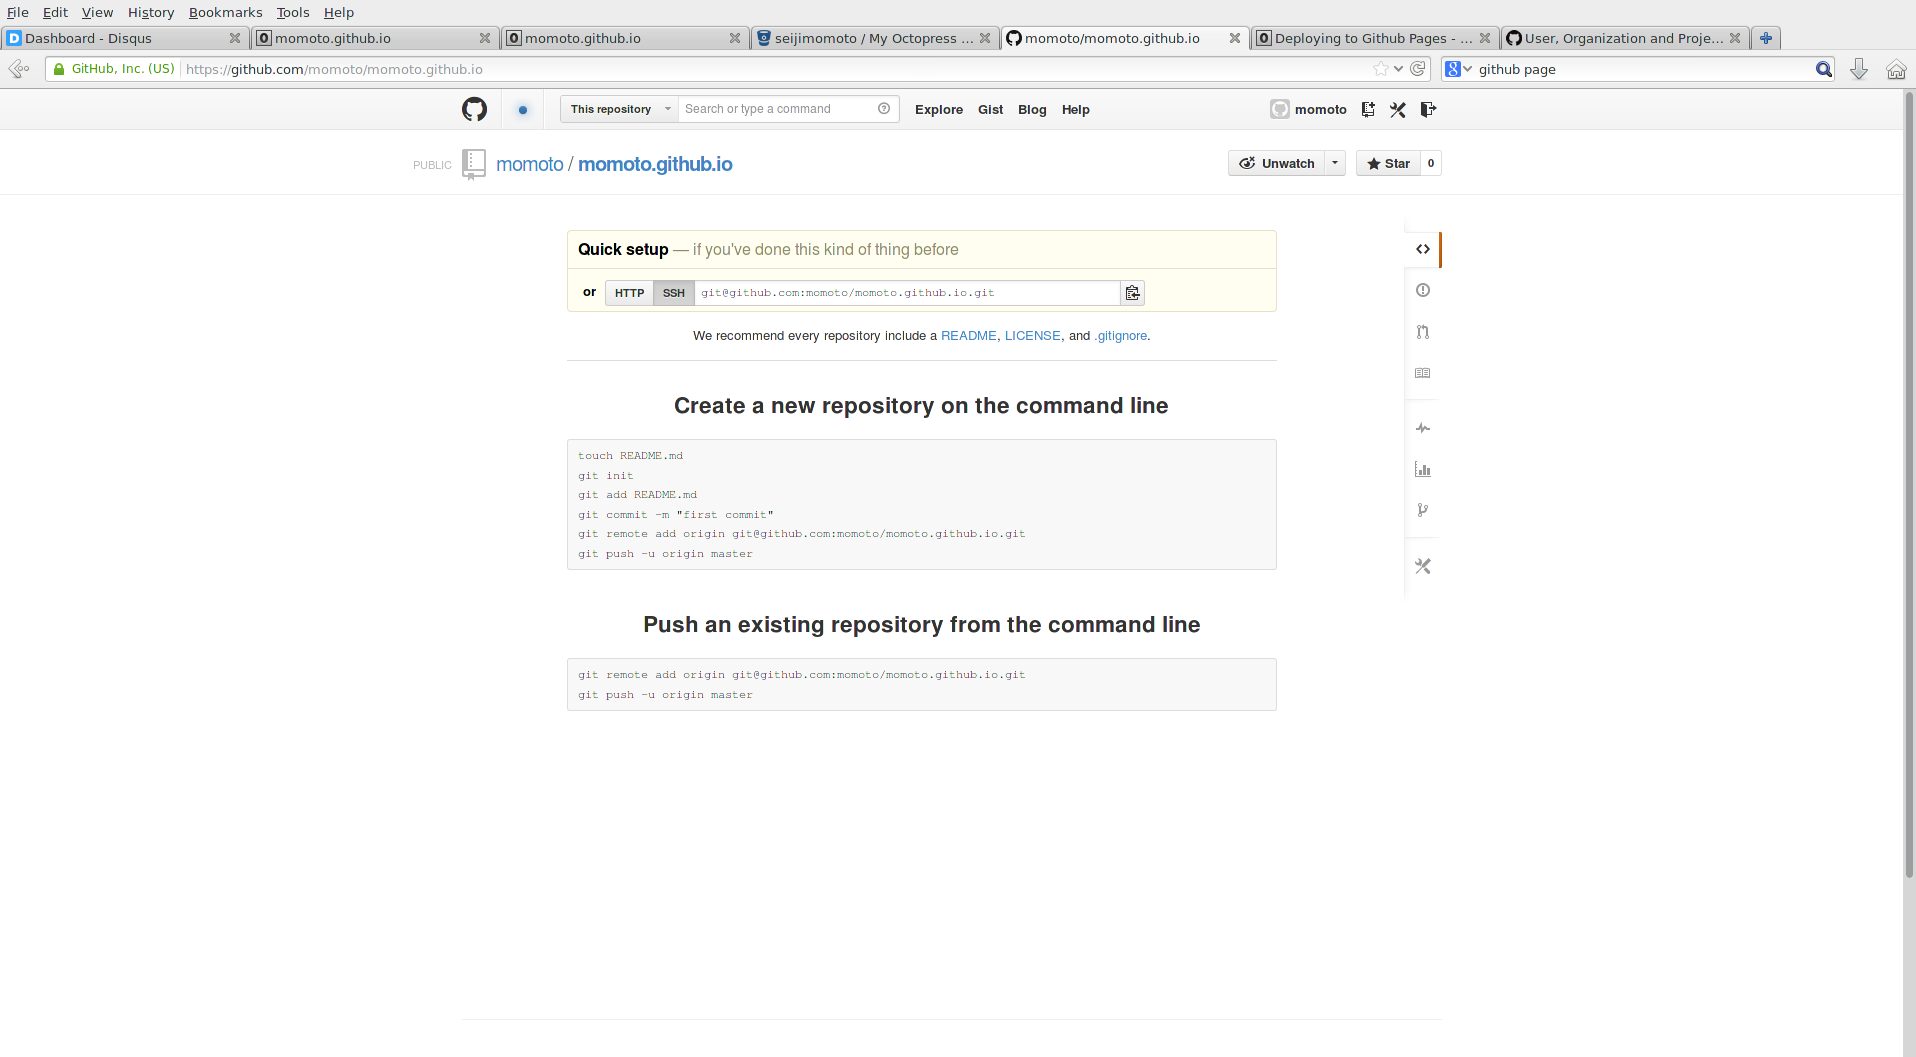 File Edit View History Bookmarks Tools Help
Dashboard - Disqus momoto.github.io momoto.github.io seijimomoto / My Octopress ... momoto/momoto.github.io Deploying to Github Pages - ... User, Organization and Proje...
GitHub, Inc. (US) https://github.com/momoto/momoto.github.io github page
This repository Search or type a command Explore Gist Blog Help momoto
PUBLIC momoto / momoto.github.io Unwatch Star 0
Quick setup — if you've done this kind of thing before
or HTTP SSH git@github.com:momoto/momoto.github.io.git
We recommend every repository include a README, LICENSE, and .gitignore.
Create a new repository on the command line
touch README.md
git init
git add README.md
git commit -m "first commit"
git remote add origin git@github.com:momoto/momoto.github.io.git
git push -u origin master
Push an existing repository from the command line
git remote add origin git@github.com:momoto/momoto.github.io.git
git push -u origin master